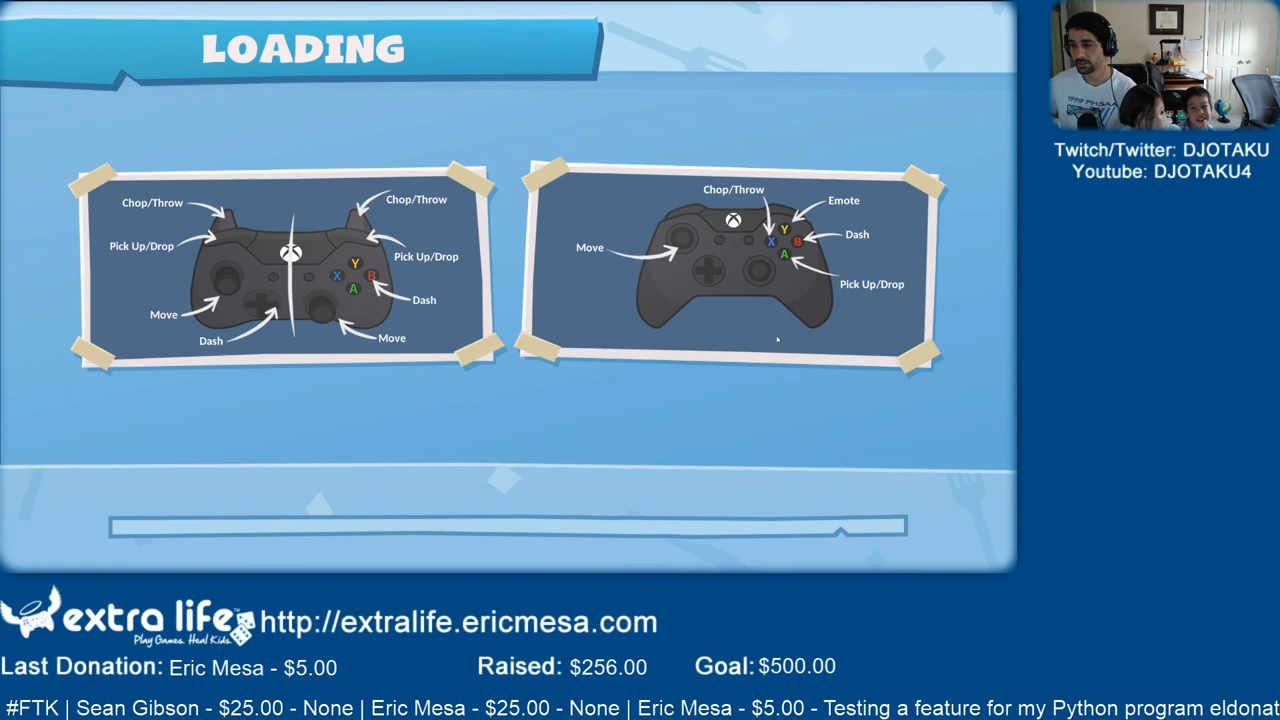 LOADING
Chop/Throw
Chop/Throw
Pick Up/Drop
Pick Up/Drop
Y
X
B
A
Dash
Move
Dash
Move
Chop/Throw
Emote
Y
Move
X
B
Dash
A
Pick Up/Drop
Twitch/Twitter: DJOTAKU
Youtube: DJOTAKU4
extra life
Play Games. Heal Kids.
http://extralife.ericmesa.com
Last Donation: Eric Mesa - $5.00
Raised: $256.00
Goal: $500.00
#FTK | Sean Gibson - $25.00 - None | Eric Mesa - $25.00 - None | Eric Mesa - $5.00 - Testing a feature for my Python program eldonat